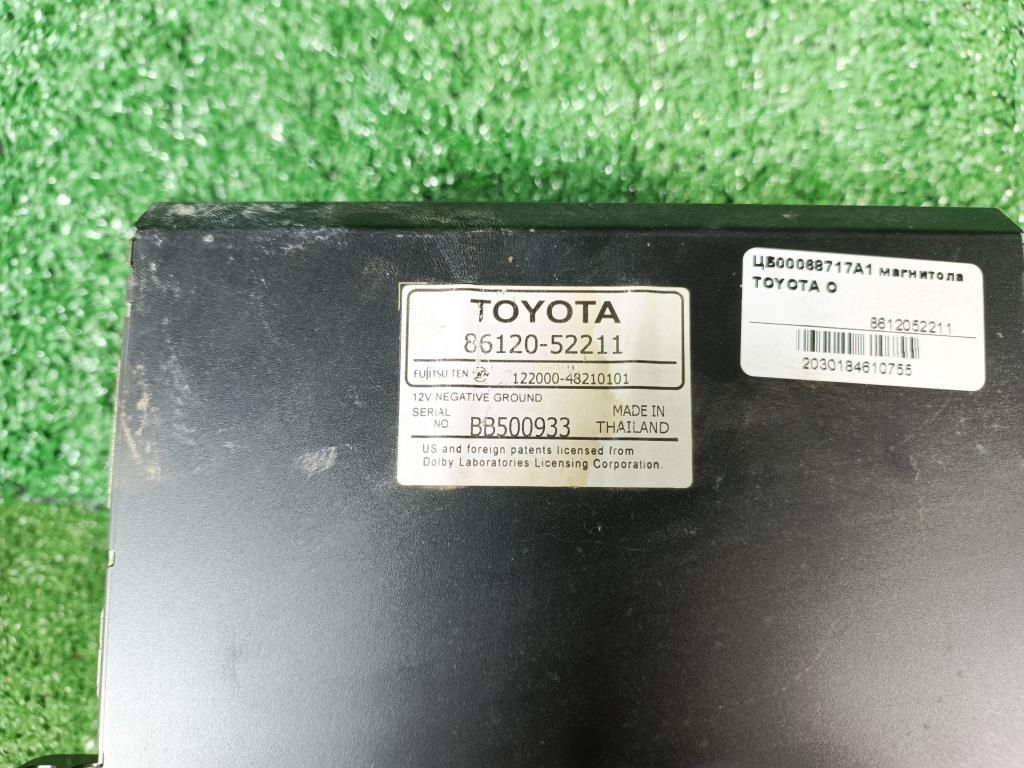 TOYOTA
86120-52211
FUJITSU TEN 122000-48210101
12V NEGATIVE GROUND
SERIAL NO. BB500933 MADE IN THAILAND
US and foreign patents licensed from
Dolby Laboratories Licensing Corporation.
ЦБ00068717А1 магнитола
TOYOTA O
8612052211
2030184610755